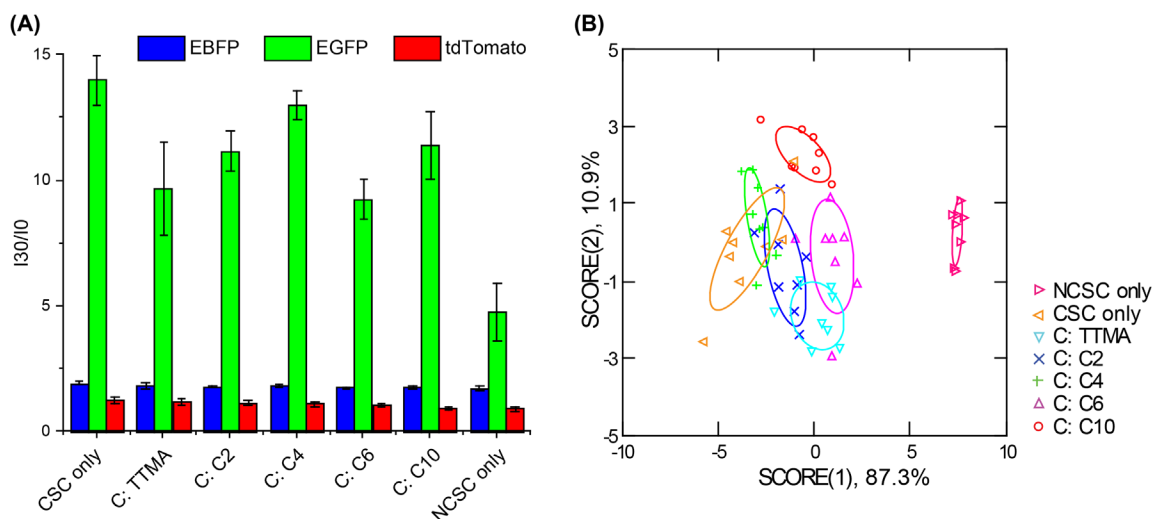 (A)
EBFP EGFP tdTomato
I30/I0
15
10
5
0
CSC only
C: TTMA
C: C2
C: C4
C: C6
C: C10
NCSC only
(B)
SCORE(2), 10.9%
5
3
1
-1
-3
-5
-10 -5 0 5 10
SCORE(1), 87.3%
NCSC only
CSC only
C: TTMA
C: C2
C: C4
C: C6
C: C10